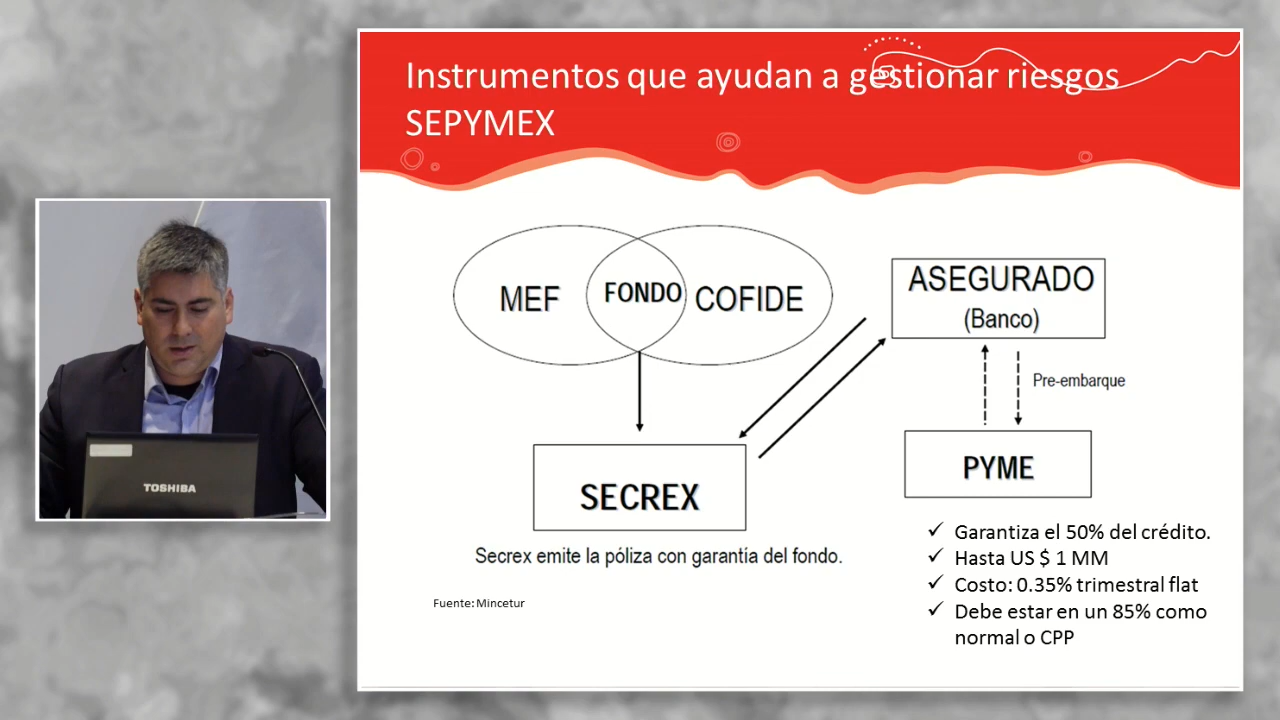 Instrumentos que ayudan a gestionar riesgos
SEPYMEX
MEF
FONDO
COFIDE
ASEGURADO
(Banco)
Pre-embarque
SECREX
PYME
Secrex emite la póliza con garantía del fondo.
Garantiza el 50% del crédito.
Hasta US $ 1 MM
Costo: 0.35% trimestral flat
Debe estar en un 85% como
normal o CPP
Fuente: Mincetur
TOSHIBA